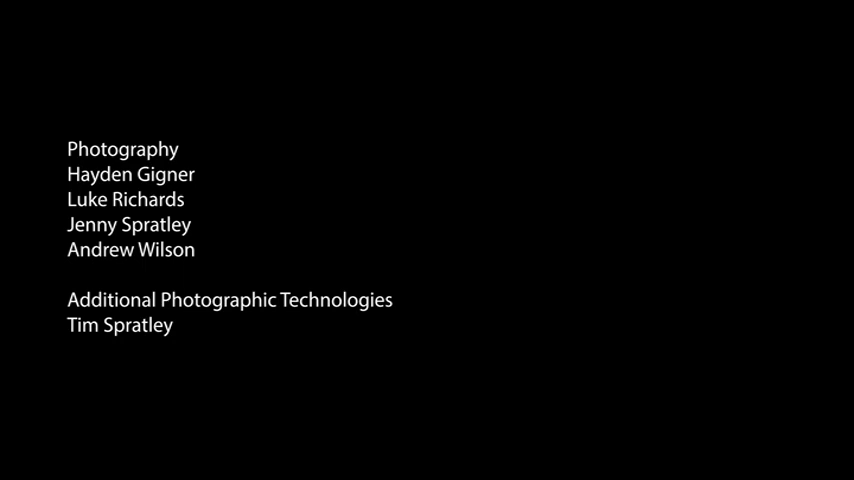 Photography
Hayden Gigner
Luke Richards
Jenny Spratley
Andrew Wilson
Additional Photographic Technologies
Tim Spratley